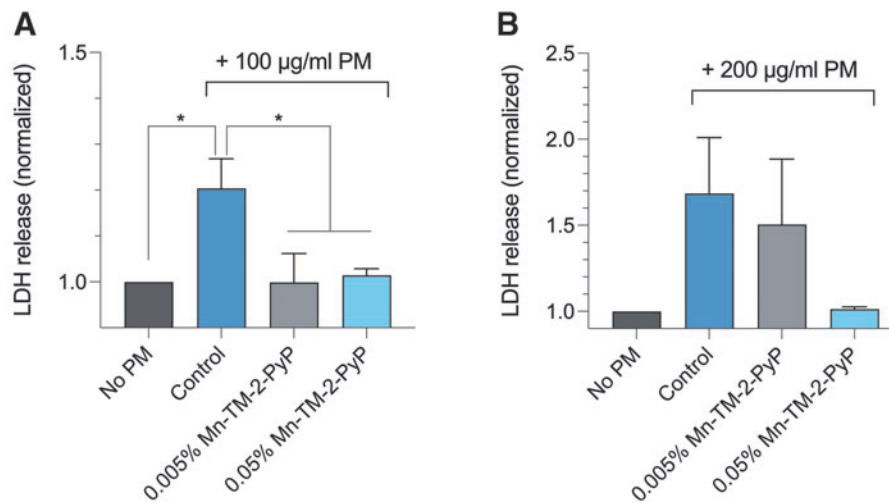 A
LDH release (normalized)
1.5
1.0
+ 100 µg/ml PM
*
*
No PM
Control
0.005% Mn-TM-2-PyP
0.05% Mn-TM-2-PyP
B
LDH release (normalized)
2.5
2.0
1.5
1.0
+ 200 µg/ml PM
No PM
Control
0.005% Mn-TM-2-PyP
0.05% Mn-TM-2-PyP